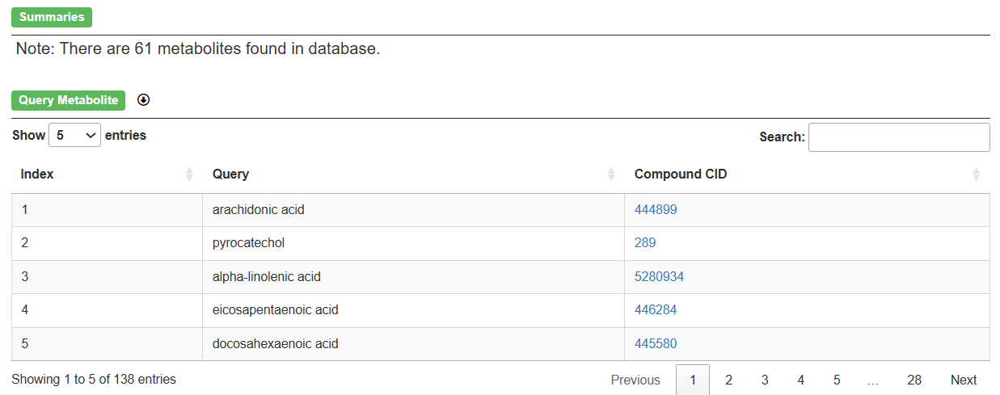 Summaries
Note: There are 61 metabolites found in database.
Query Metabolite
Show 5 entries
Search:
Index Query Compound CID
1 arachidonic acid 444899
2 pyrocatechol 289
3 alpha-linolenic acid 5280934
4 eicosapentaenoic acid 446284
5 docosahexaenoic acid 445580
Showing 1 to 5 of 138 entries
Previous 1 2 3 4 5 ... 28 Next